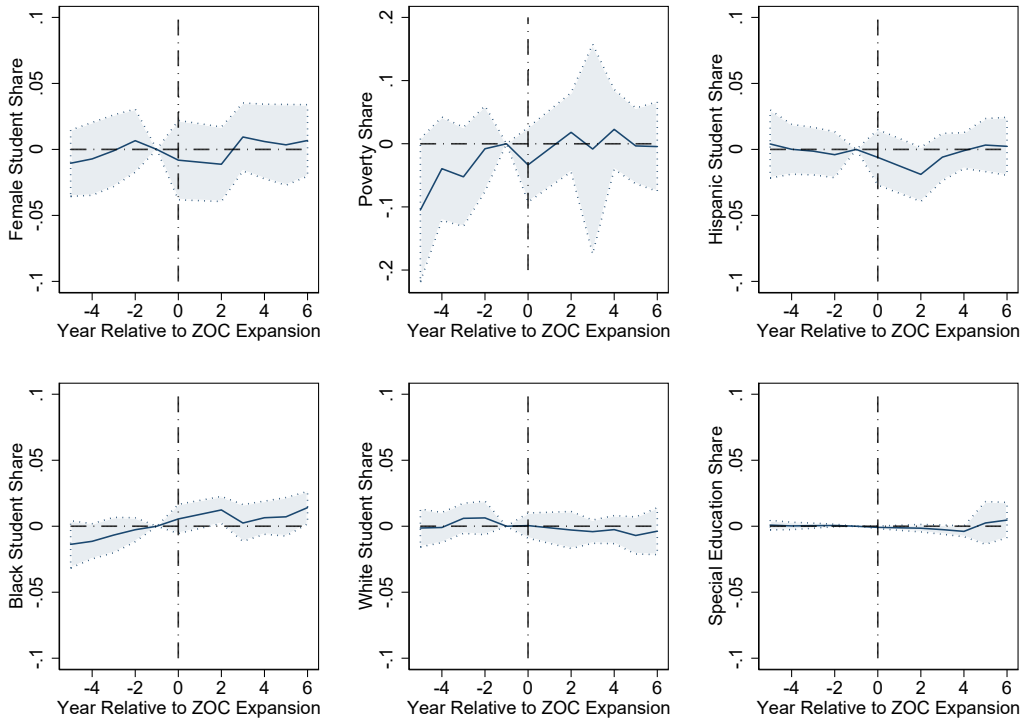 Female Student Share
.1
.05
0
-.05
-.1
-4 -2 0 2 4 6
Year Relative to ZOC Expansion
Poverty Share
.2
.1
0
-.1
-.2
-4 -2 0 2 4 6
Year Relative to ZOC Expansion
Hispanic Student Share
.1
.05
0
-.05
-.1
-4 -2 0 2 4 6
Year Relative to ZOC Expansion
Black Student Share
.1
.05
0
-.05
-.1
-4 -2 0 2 4 6
Year Relative to ZOC Expansion
White Student Share
.1
.05
0
-.05
-.1
-4 -2 0 2 4 6
Year Relative to ZOC Expansion
Special Education Share
.1
.05
0
-.05
-.1
-4 -2 0 2 4 6
Year Relative to ZOC Expansion